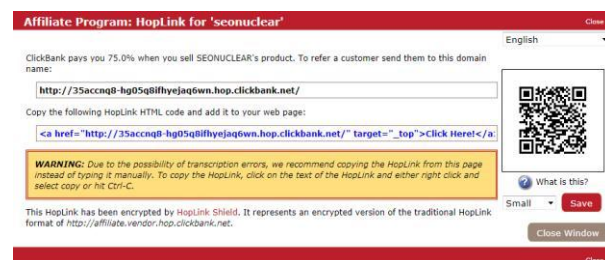 Affiliate Program: HopLink for 'seonuclear'
Close
English
ClickBank pays you 75.0% when you sell SEONUCLEAR's product. To refer a customer send them to this domain
name:
http://35accnq8-hg05q8ifhyejaq6wn.hop.clickbank.net/
Copy the following HopLink HTML code and add it to your web page:
<a href="http://35accnq8-hg05q8ifhyejaq6wn.hop.clickbank.net/" target="_top">Click Here!</a>
WARNING: Due to the possibility of transcription errors, we recommend copying the HopLink from this page
instead of typing it manually. To copy the HopLink, click on the text of the HopLink and either right click and
select copy or hit Ctrl-C.
What is this?
Small
Save
This HopLink has been encrypted by HopLink Shield. It represents an encrypted version of the traditional HopLink
format of http://affiliate.vendor.hop.clickbank.net.
Close Window
Close